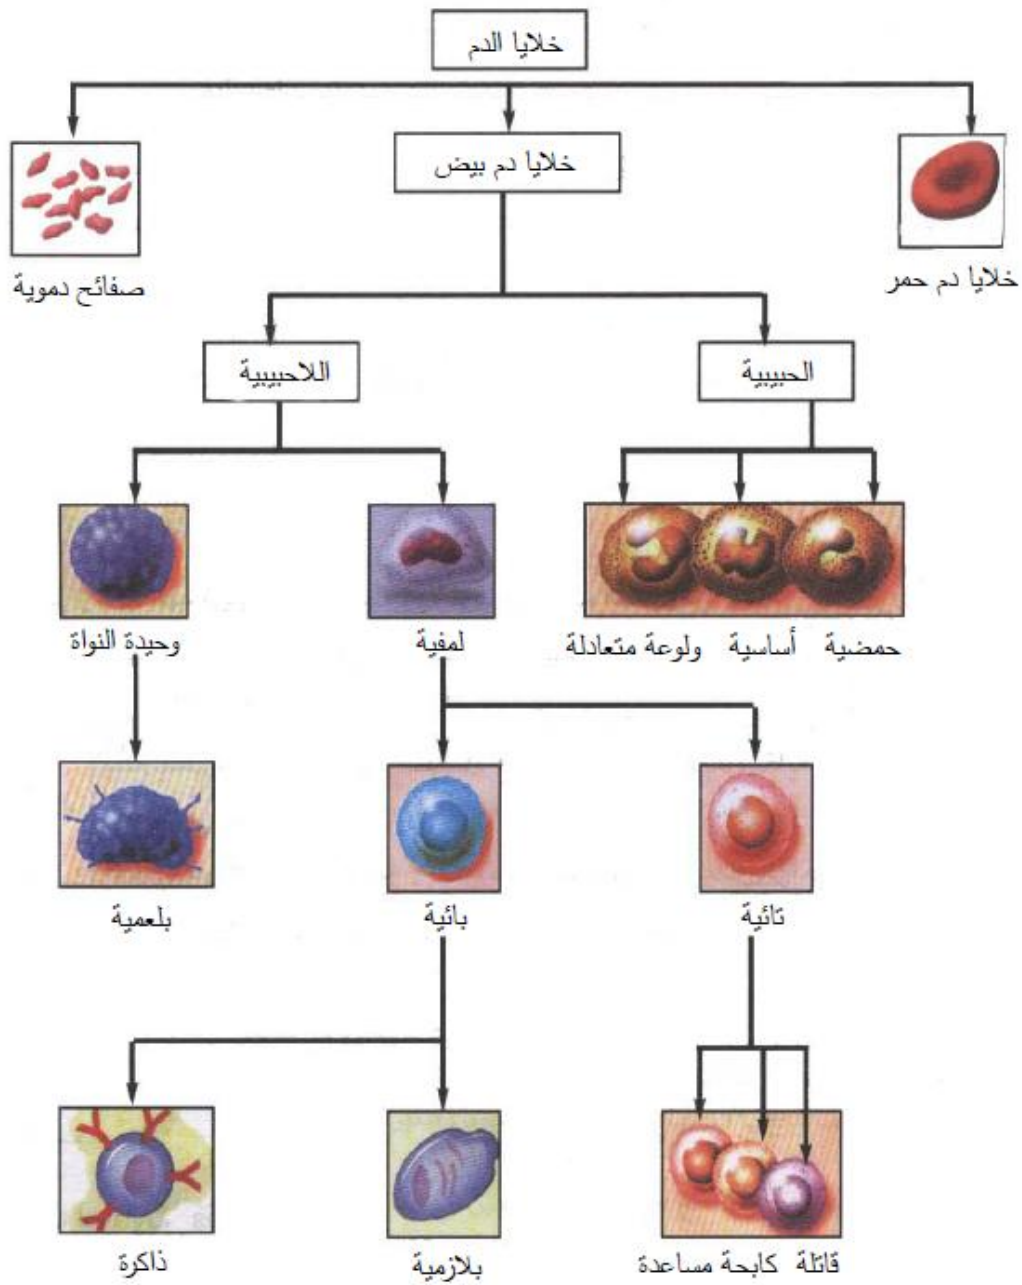 خلايا الدم
خلايا دم بيض
خلايا دم حمر
صفائح دموية
الحبيبية
اللاحبيبية
حمضية أساسية ولوعة متعادلة
لمفية
وحيدة النواة
تائية
بائية
بلعمية
قاتلة كابحة مساعدة
بلازمية
ذاكرة